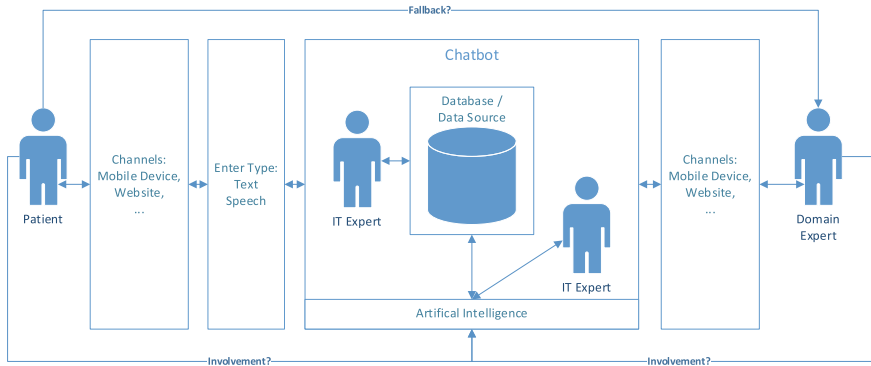 Fallback?
Chatbot
Database /
Data Source
Channels:
Mobile Device,
Website,
...
Enter Type:
Text
Speech
Channels:
Mobile Device,
Website,
...
Patient
IT Expert
Domain
Expert
IT Expert
Artifical Intelligence
Involvement?
Involvement?